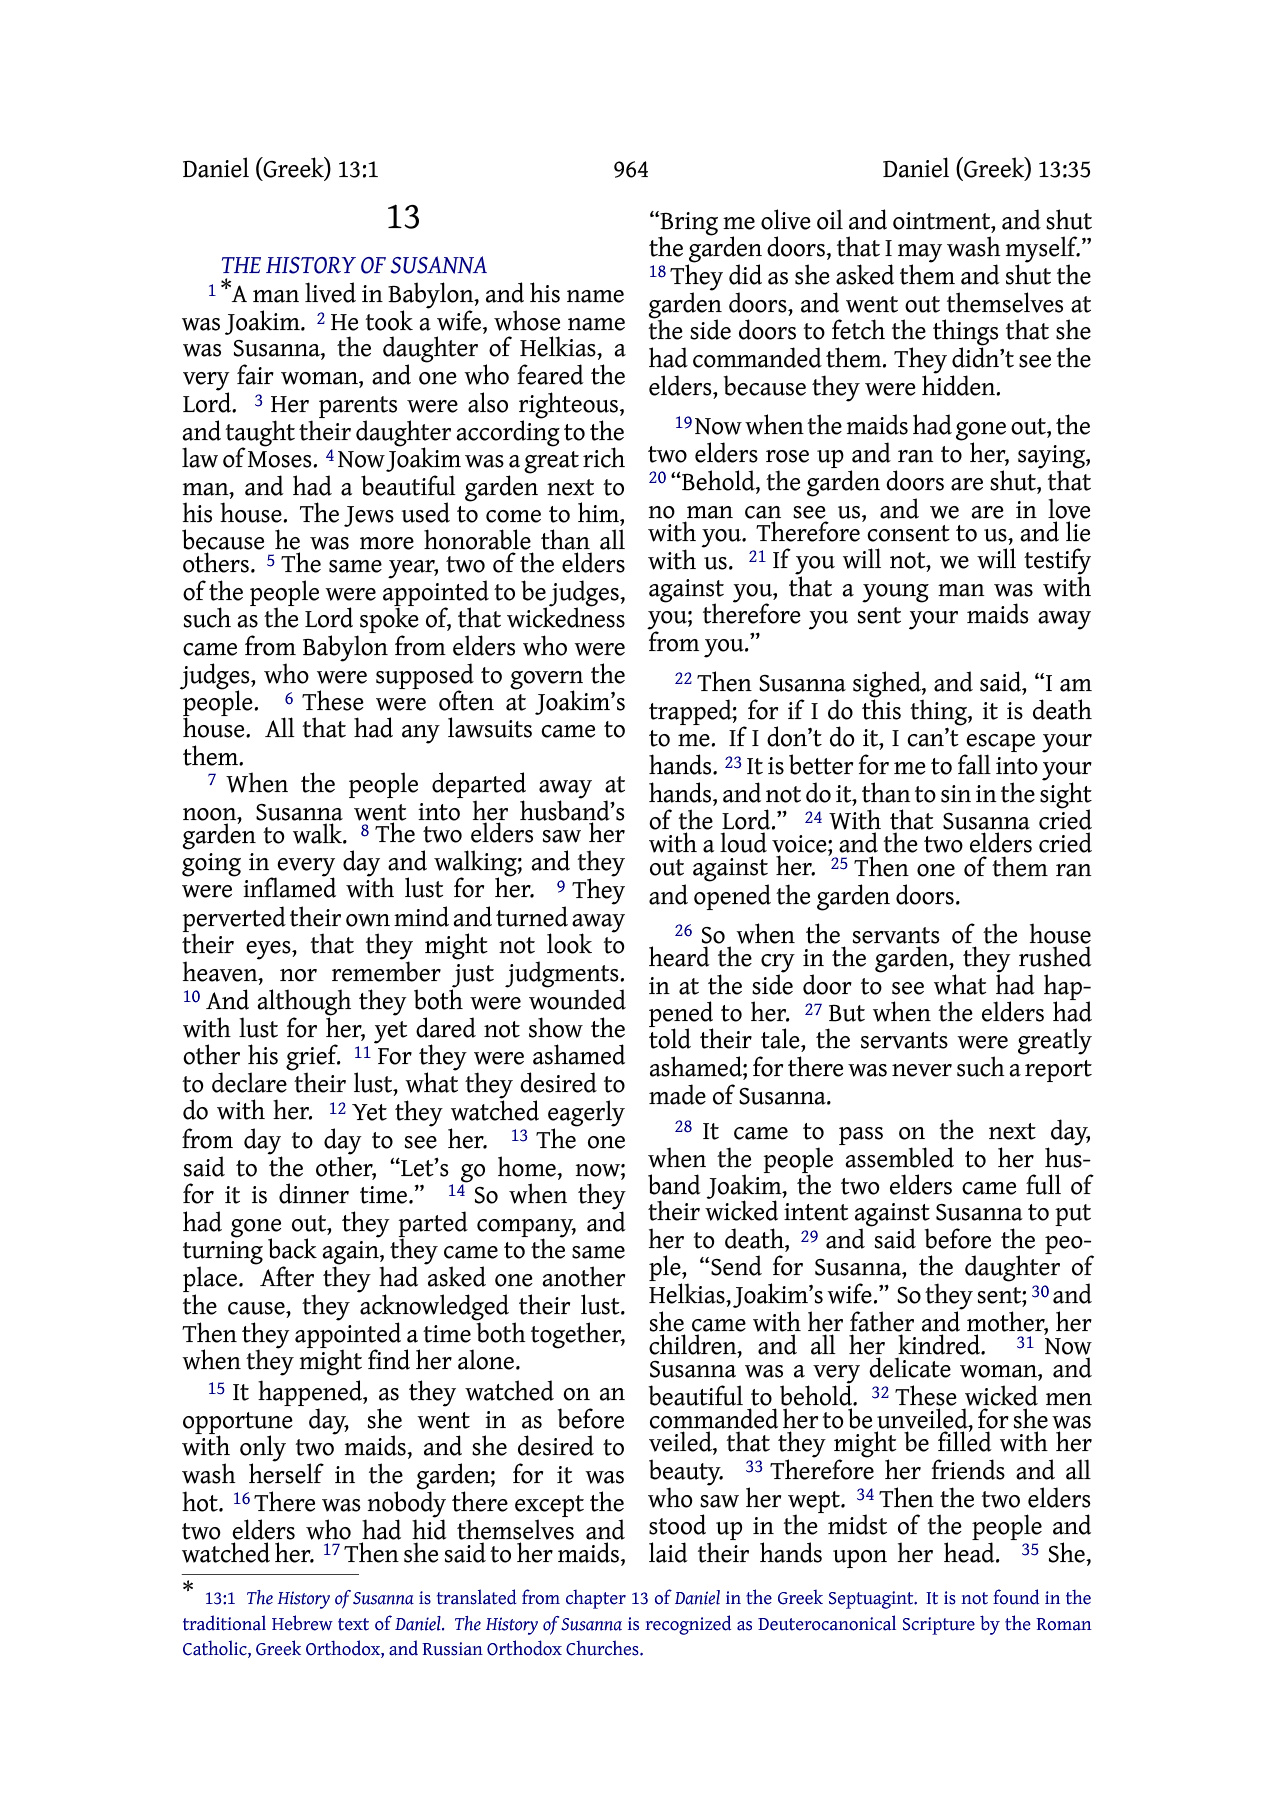 Daniel (Greek) 13:1 964 Daniel (Greek) 13:35
13
THE HISTORY OF SUSANNA
1 *A man lived in Babylon, and his name
was Joakim. 2 He took a wife, whose name
was Susanna, the daughter of Helkias, a
very fair woman, and one who feared the
Lord. 3 Her parents were also righteous,
and taught their daughter according to the
law of Moses. 4 Now Joakim was a great rich
man, and had a beautiful garden next to
his house. The Jews used to come to him,
because he was more honorable than all
others. 5 The same year, two of the elders
of the people were appointed to be judges,
such as the Lord spoke of, that wickedness
came from Babylon from elders who were
judges, who were supposed to govern the
people. 6 These were often at Joakim’s
house. All that had any lawsuits came to
them.
7 When the people departed away at
noon, Susanna went into her husband’s
garden to walk. 8 The two elders saw her
going in every day and walking; and they
were inflamed with lust for her. 9 They
perverted their own mind and turned away
their eyes, that they might not look to
heaven, nor remember just judgments.
10 And although they both were wounded
with lust for her, yet dared not show the
other his grief. 11 For they were ashamed
to declare their lust, what they desired to
do with her. 12 Yet they watched eagerly
from day to day to see her. 13 The one
said to the other, “Let’s go home, now;
for it is dinner time.” 14 So when they
had gone out, they parted company, and
turning back again, they came to the same
place. After they had asked one another
the cause, they acknowledged their lust.
Then they appointed a time both together,
when they might find her alone.
15 It happened, as they watched on an
opportune day, she went in as before
with only two maids, and she desired to
wash herself in the garden; for it was
hot. 16 There was nobody there except the
two elders who had hid themselves and
watched her. 17 Then she said to her maids,
“Bring me olive oil and ointment, and shut
the garden doors, that I may wash myself.”
18 They did as she asked them and shut the
garden doors, and went out themselves at
the side doors to fetch the things that she
had commanded them. They didn’t see the
elders, because they were hidden.
19 Now when the maids had gone out, the
two elders rose up and ran to her, saying,
20 “Behold, the garden doors are shut, that
no man can see us, and we are in love
with you. Therefore consent to us, and lie
with us. 21 If you will not, we will testify
against you, that a young man was with
you; therefore you sent your maids away
from you.”
22 Then Susanna sighed, and said, “I am
trapped; for if I do this thing, it is death
to me. If I don’t do it, I can’t escape your
hands. 23 It is better for me to fall into your
hands, and not do it, than to sin in the sight
of the Lord.” 24 With that Susanna cried
with a loud voice; and the two elders cried
out against her. 25 Then one of them ran
and opened the garden doors.
26 So when the servants of the house
heard the cry in the garden, they rushed
in at the side door to see what had hap-
pened to her. 27 But when the elders had
told their tale, the servants were greatly
ashamed; for there was never such a report
made of Susanna.
28 It came to pass on the next day,
when the people assembled to her hus-
band Joakim, the two elders came full of
their wicked intent against Susanna to put
her to death, 29 and said before the peo-
ple, “Send for Susanna, the daughter of
Helkias, Joakim’s wife.” So they sent; 30 and
she came with her father and mother, her
children, and all her kindred. 31 Now
Susanna was a very delicate woman, and
beautiful to behold. 32 These wicked men
commanded her to be unveiled, for she was
veiled, that they might be filled with her
beauty. 33 Therefore her friends and all
who saw her wept. 34 Then the two elders
stood up in the midst of the people and
laid their hands upon her head. 35 She,
* 13:1 The History of Susanna is translated from chapter 13 of Daniel in the Greek Septuagint. It is not found in the
traditional Hebrew text of Daniel. The History of Susanna is recognized as Deuterocanonical Scripture by the Roman
Catholic, Greek Orthodox, and Russian Orthodox Churches.